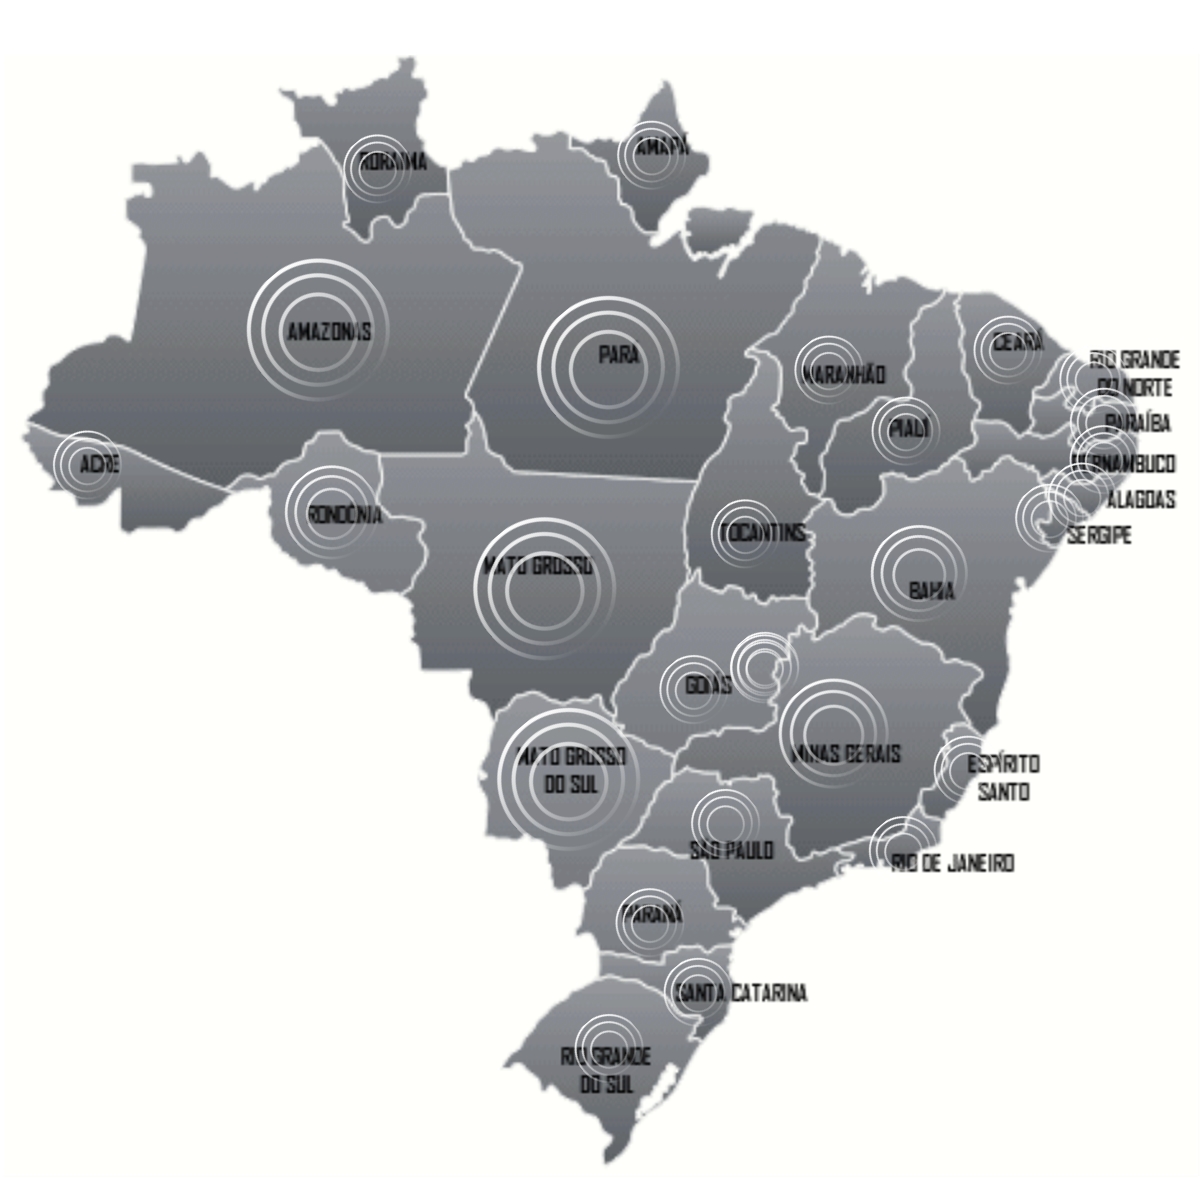 RORAIMA
AMAPÁ
AMAZONAS
PARA
CEARÁ
MARANHÃO
RIO GRANDE
DO NORTE
PIAUÍ
PARAÍBA
ACRE
PERNAMBUCO
ALAGOAS
RONDÔNIA
TOCANTINS
SERGIPE
MATO GROSSO
BAHIA
GOIÁS
MATO GROSSO
DO SUL
MINAS GERAIS
ESPÍRITO
SANTO
SÃO PAULO
RIO DE JANEIRO
PARANÁ
SANTA CATARINA
RIO GRANDE
DO SUL